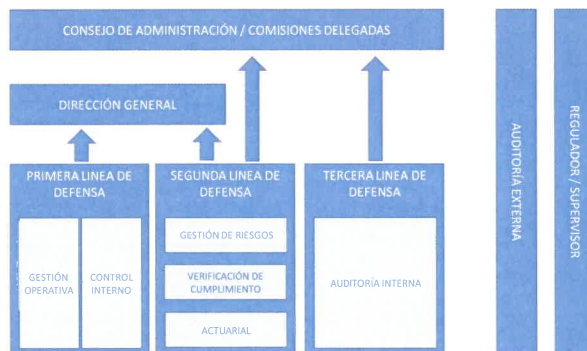 CONSEJO DE ADMINISTRACIÓN / COMISIONES DELEGADAS
DIRECCIÓN GENERAL
PRIMERA LINEA DE
DEFENSA
GESTIÓN
OPERATIVA
CONTROL
INTERNO
SEGUNDA LINEA DE
DEFENSA
GESTIÓN DE RIESGOS
VERIFICACIÓN DE
CUMPLIMIENTO
ACTUARIAL
TERCERA LINEA DE
DEFENSA
AUDITORÍA INTERNA
AUDITORÍA EXTERNA
REGULADOR / SUPERVISOR